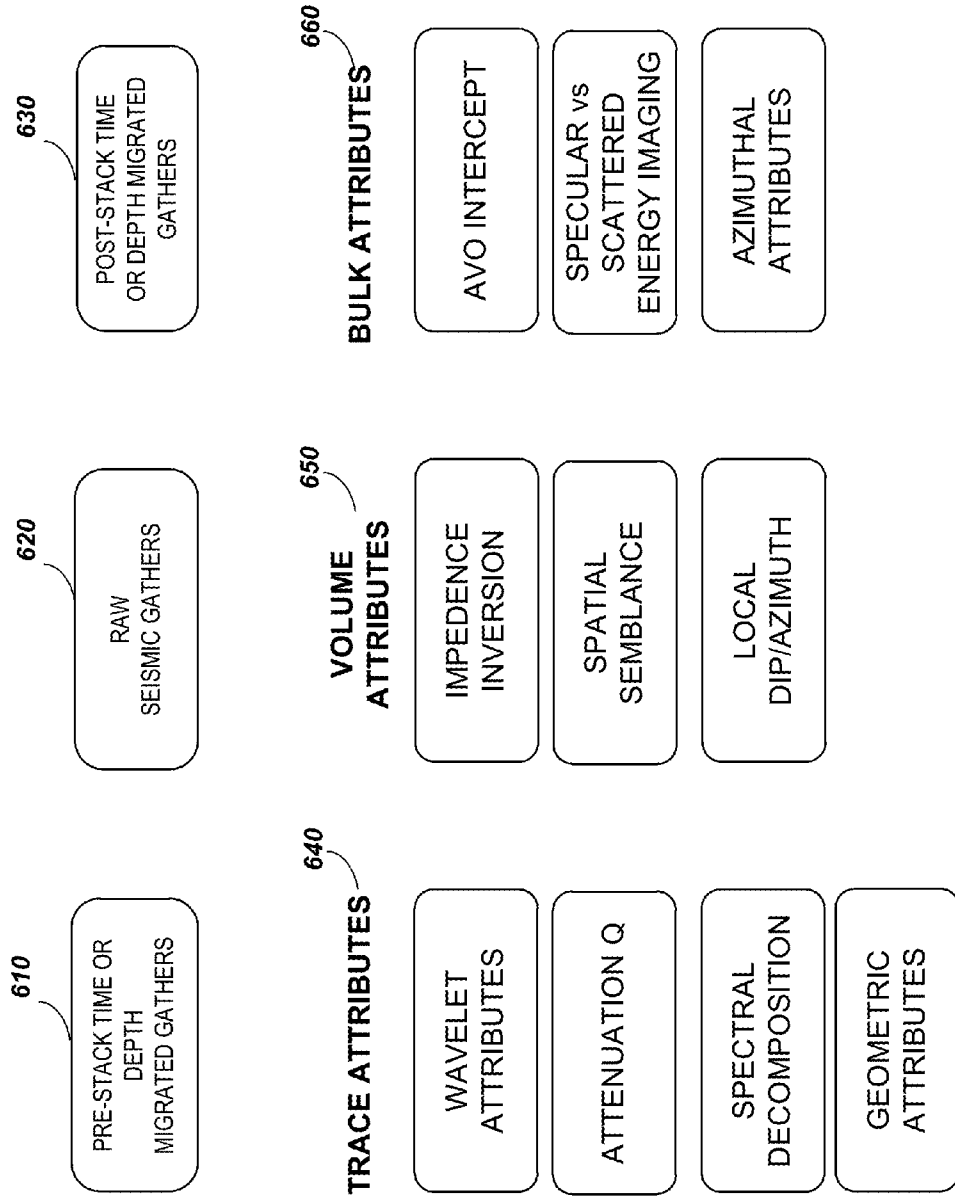 610
PRE-STACK TIME OR
DEPTH
MIGRATED GATHERS
620
RAW
SEISMIC GATHERS
630
POST-STACK TIME
OR DEPTH MIGRATED
GATHERS
TRACE ATTRIBUTES
640
WAVELET
ATTRIBUTES
ATTENUATION Q
SPECTRAL
DECOMPOSITION
GEOMETRIC
ATTRIBUTES
VOLUME
ATTRIBUTES
650
IMPEDENCE
INVERSION
SPATIAL
SEMBLANCE
LOCAL
DIP/AZIMUTH
BULK ATTRIBUTES
660
AVO INTERCEPT
SPECULAR vs
SCATTERED
ENERGY IMAGING
AZIMUTHAL
ATTRIBUTES